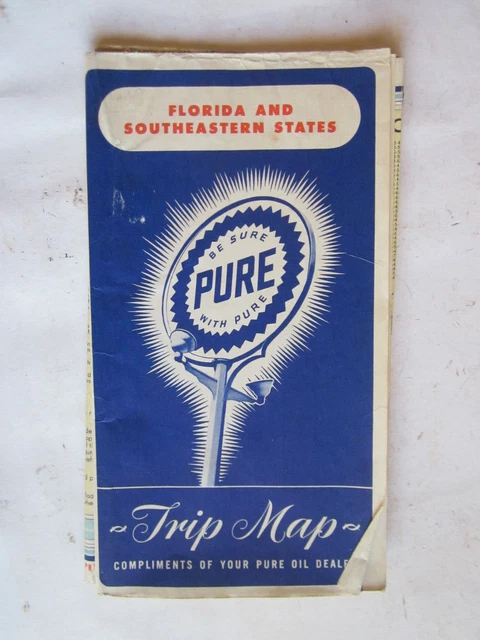 FLORIDA AND
SOUTHEASTERN STATES
BE SURE
PURE
WITH PURE
~ Trip Map ~
COMPLIMENTS OF YOUR PURE OIL DEALE